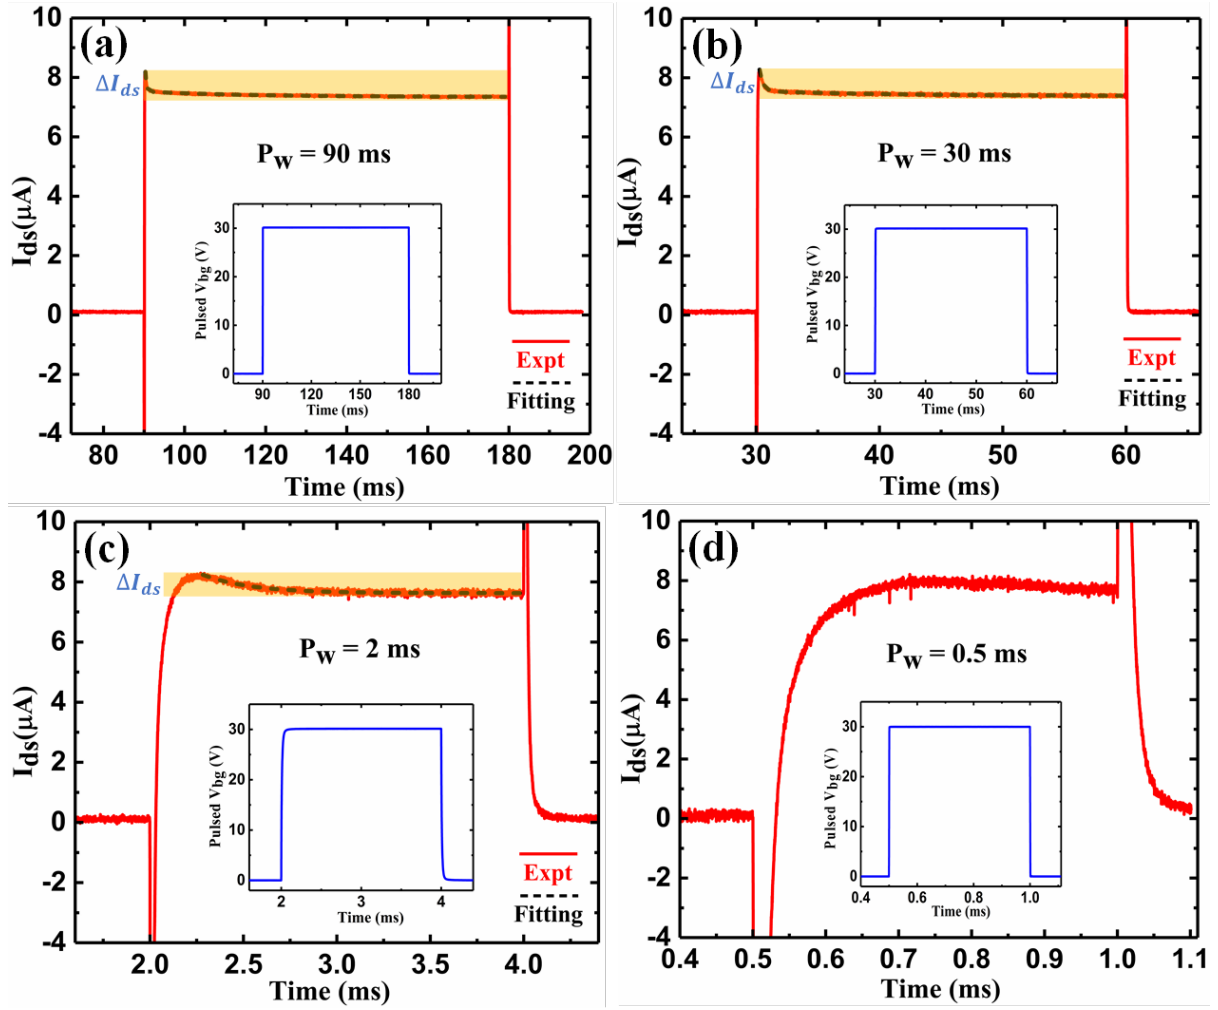 (a)
10
8
6
4
2
0
-2
-4
ΔIds
Ids(μA)
PW = 90 ms
Pulsed Vbg (V)
30
20
10
0
90 120 150 180
Time (ms)
Expt
Fitting
80 100 120 140 160 180 200
Time (ms)
(b)
10
8
6
4
2
0
-2
-4
ΔIds
Ids(μA)
PW = 30 ms
Pulsed Vbg (V)
30
20
10
0
30 40 50 60
Time (ms)
Expt
Fitting
30 40 50 60
Time (ms)
(c)
10
8
6
4
2
0
-2
-4
ΔIds
Ids(μA)
PW = 2 ms
Pulsed Vbg (V)
30
20
10
0
2 3 4
Time (ms)
Expt
Fitting
2.0 2.5 3.0 3.5 4.0
Time (ms)
(d)
10
8
6
4
2
0
-2
-4
Ids(μA)
PW = 0.5 ms
Pulsed Vbg (V)
30
20
10
0
0.4 0.6 0.8 1.0
Time (ms)
0.4 0.5 0.6 0.7 0.8 0.9 1.0 1.1
Time (ms)